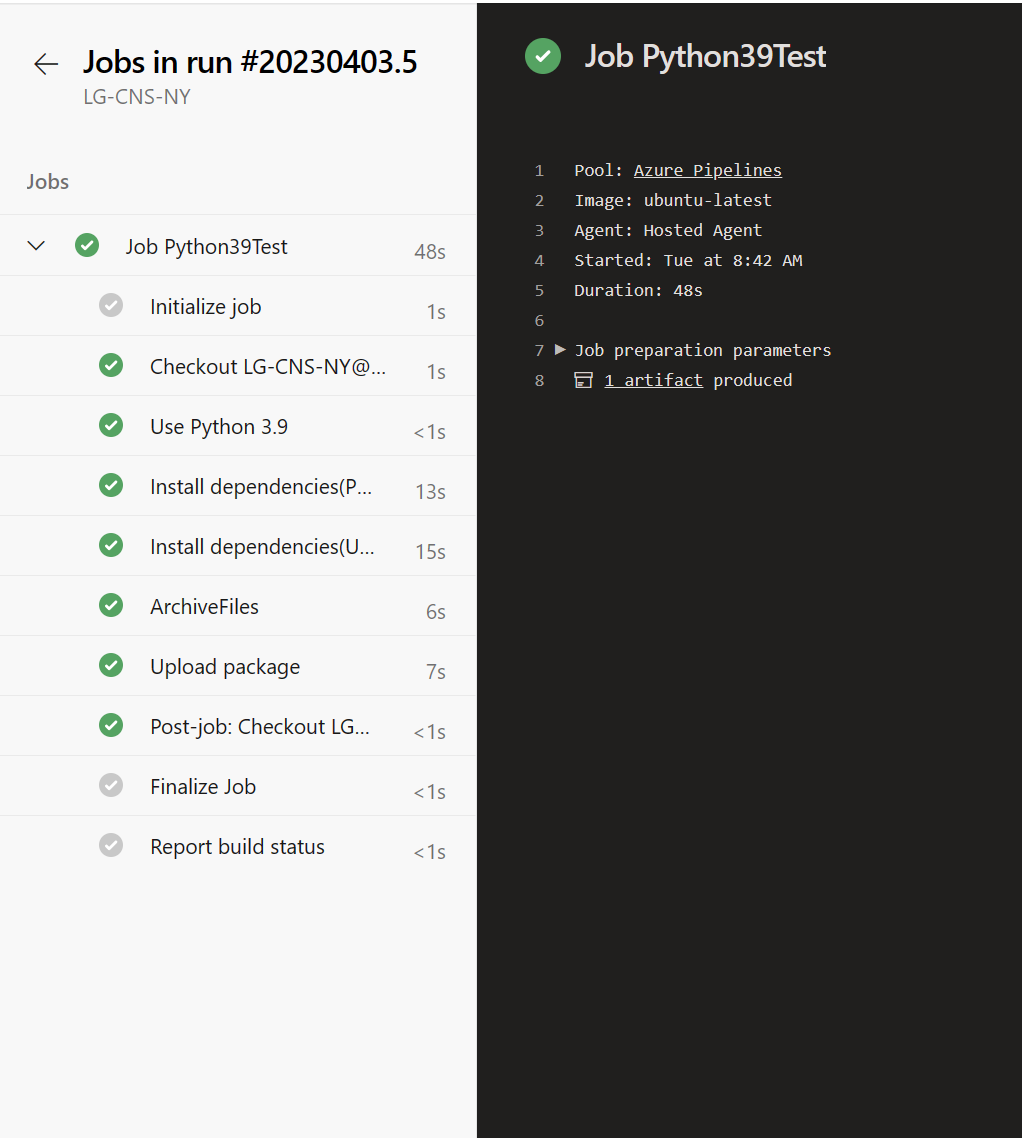 Jobs in run #20230403.5
LG-CNS-NY
Jobs
Job Python39Test 48s
Initialize job 1s
Checkout LG-CNS-NY@... 1s
Use Python 3.9 <1s
Install dependencies(P... 13s
Install dependencies(U... 15s
ArchiveFiles 6s
Upload package 7s
Post-job: Checkout LG... <1s
Finalize Job <1s
Report build status <1s
Job Python39Test
1 Pool: Azure Pipelines
2 Image: ubuntu-latest
3 Agent: Hosted Agent
4 Started: Tue at 8:42 AM
5 Duration: 48s
6
7 Job preparation parameters
8 1 artifact produced